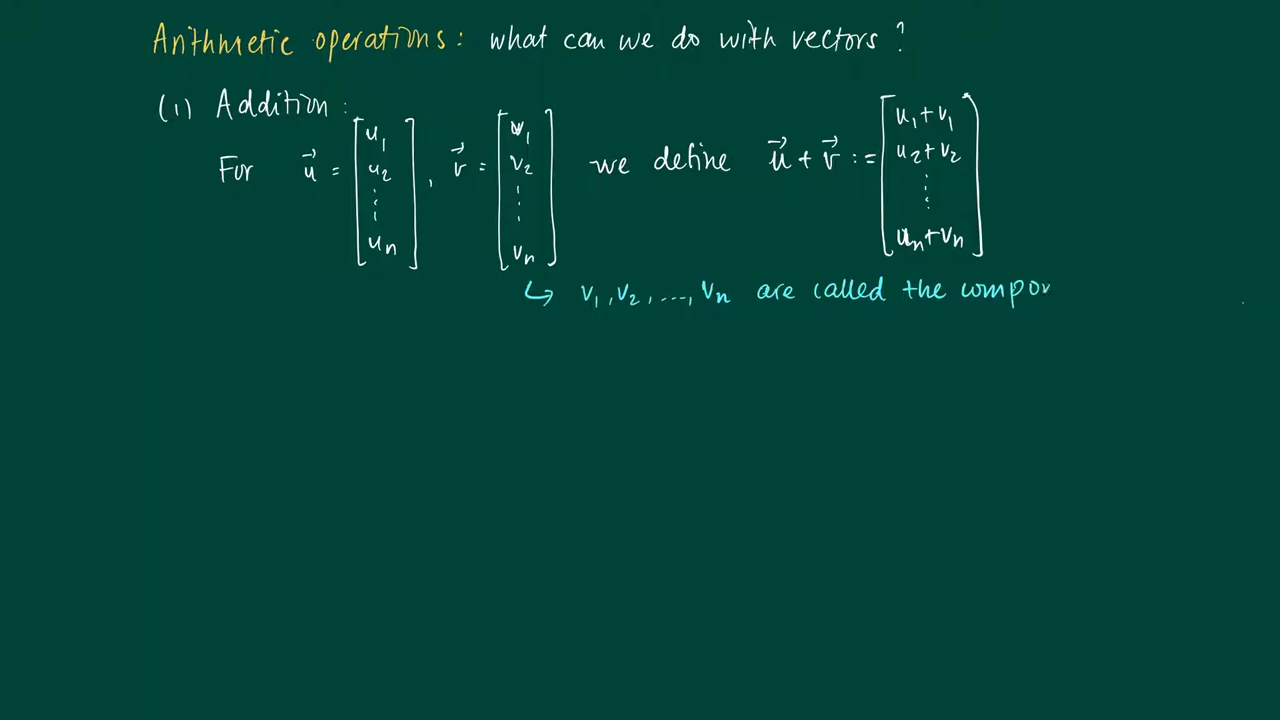 Arithmetic operations: what can we do with vectors?
(1) Addition:
For u⃗ = [u₁ u₂ ⋮ uₙ], v⃗ = [v₁ v₂ ⋮ vₙ] we define u⃗ + v⃗ := [u₁+v₁ u₂+v₂ ⋮ uₙ+vₙ]
↪ v₁, v₂, ..., vₙ are called the compon